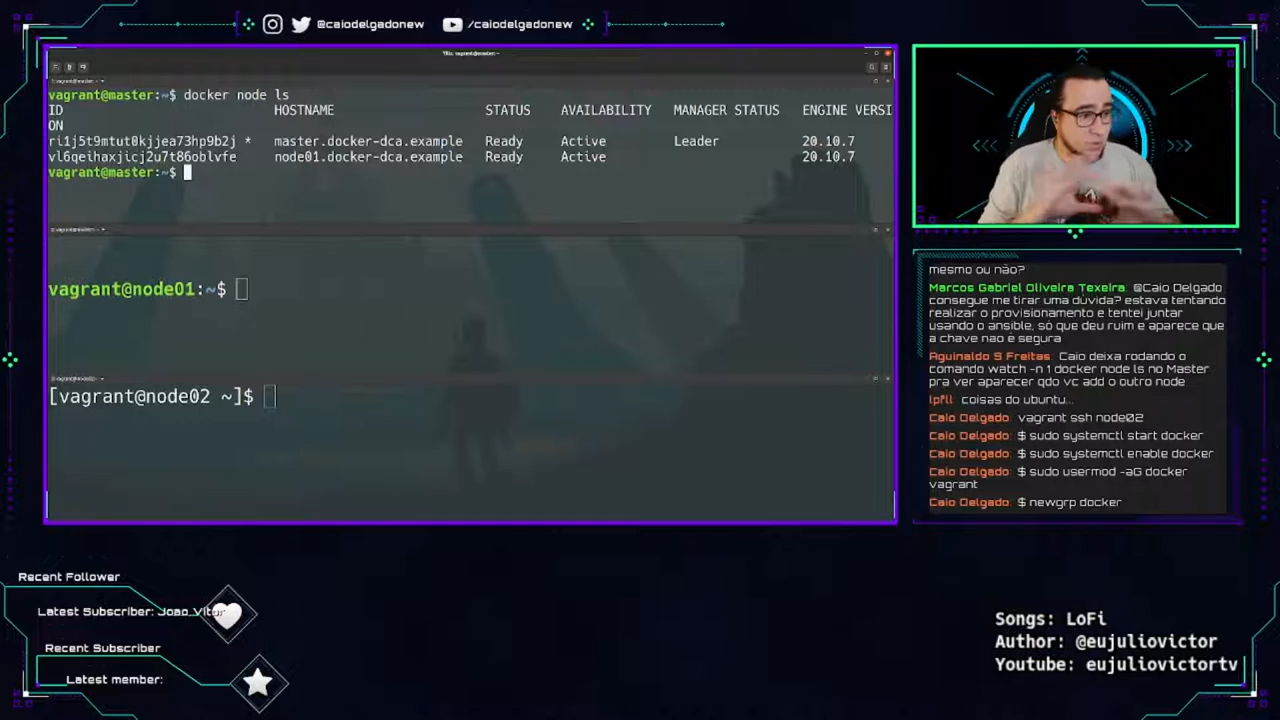 @caiodelgadonew /caiodelgadonew
vagrant@master:~$ docker node ls
ID HOSTNAME STATUS AVAILABILITY MANAGER STATUS ENGINE VERSI
ON
ri1j5t9mtut0kjjea73hp9b2j * master.docker-dca.example Ready Active Leader 20.10.7
vl6qeihaxjicj2u7t86oblvfe node01.docker-dca.example Ready Active 20.10.7
vagrant@master:~$
vagrant@node01:~$
[vagrant@node02 ~]$
mesmo ou não?
Marcos Gabriel Oliveira Texeira: @Caio Delgado
consegue me tirar uma dúvida? estava tentando
realizar o provisionamento e tentei juntar
usando o ansible, só que deu ruim e aparece que
a chave nao é segura
Aguinaldo S Freitas: Caio deixa rodando o
comando watch -n 1 docker node ls no Master
pra ver aparecer qdo vc add o outro node
lpfll: coisas do ubuntu...
Caio Delgado: vagrant ssh node02
Caio Delgado: $ sudo systemctl start docker
Caio Delgado: $ sudo systemctl enable docker
Caio Delgado: $ sudo usermod -aG docker
vagrant
Caio Delgado: $ newgrp docker
Recent Follower
Latest Subscriber: Joao Vitor
Recent Subscriber
Latest member:
Songs: LoFi
Author: @eujuliovictor
Youtube: eujuliovictortv